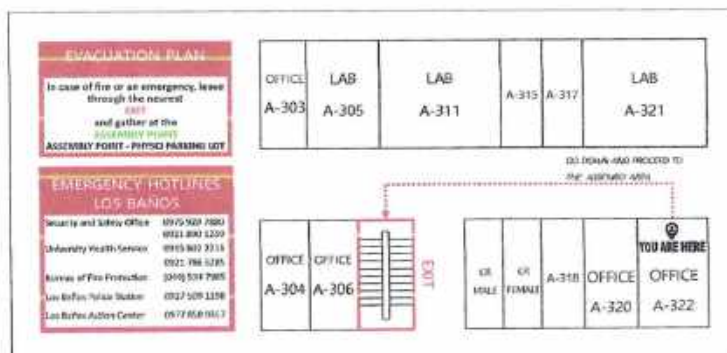 EVACUATION PLAN
In case of fire or an emergency, leave
through the nearest
EXIT
and gather at the
ASSEMBLY POINT
ASSEMBLY POINT - PHYSCI PARKING LOT
EMERGENCY HOTLINES
LOS BAÑOS
Security and Safety Office
University Health Service
Bureau of Fire Protection
Los Baños Police Station
Los Baños Action Center
OFFICE
A-303
LAB
A-305
LAB
A-311
A-315
A-317
LAB
A-321
GO DOWN AND PROCEED TO
THE
OFFICE
A-304
OFFICE
A-306
EXIT
CR
MALE
CR
FEMALE
A-318
OFFICE
A-320
YOU ARE HERE
OFFICE
A-322